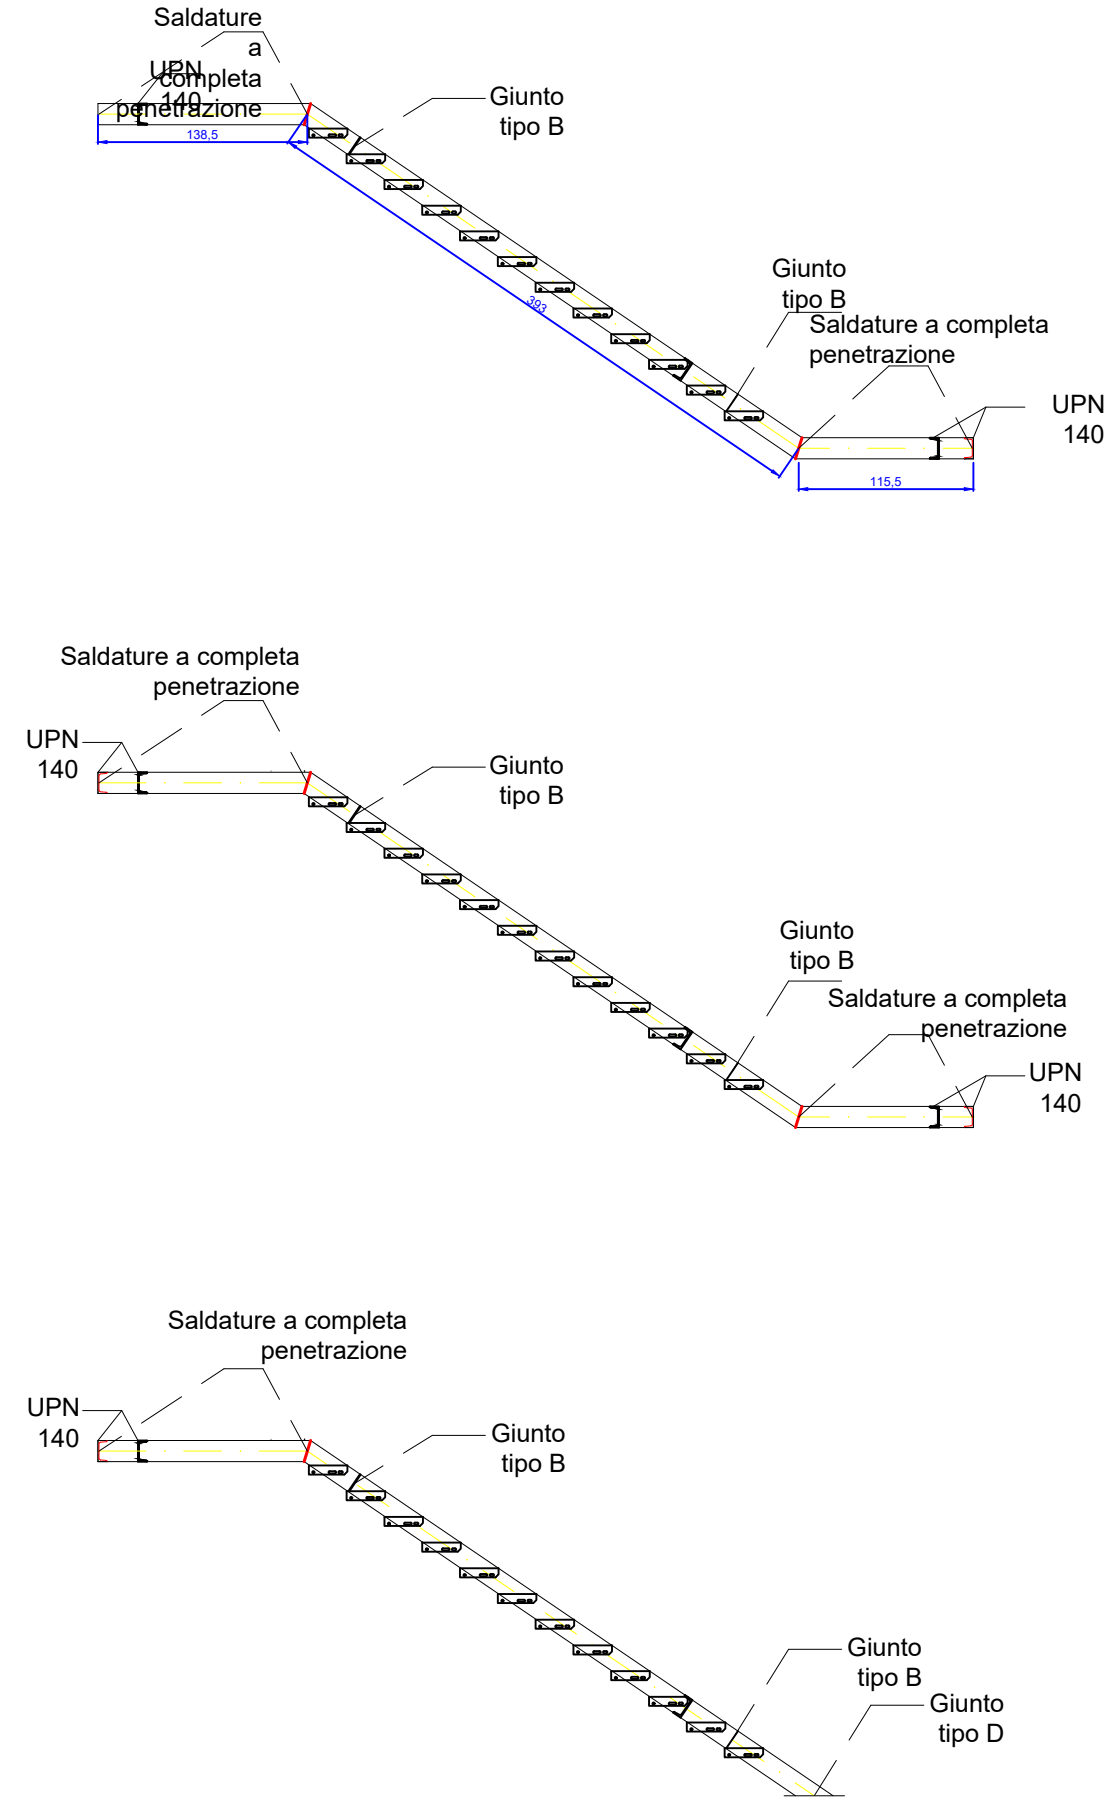 Saldature
a
completa
penetrazione
UPN
140
Giunto
tipo B
138,5
393
Giunto
tipo B
Saldature a completa
penetrazione
UPN
140
115,5
Saldature a completa
penetrazione
UPN
140
Giunto
tipo B
Giunto
tipo B
Saldature a completa
penetrazione
UPN
140
Saldature a completa
penetrazione
UPN
140
Giunto
tipo B
Giunto
tipo B
Giunto
tipo D